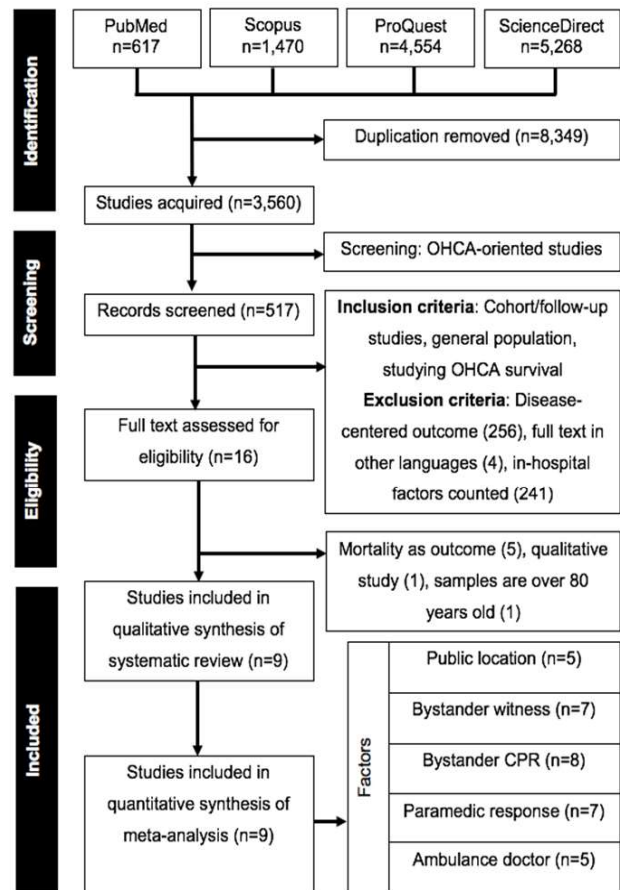 PubMed
n=617
Scopus
n=1,470
ProQuest
n=4,554
ScienceDirect
n=5,268
Identification
Duplication removed (n=8,349)
Studies acquired (n=3,560)
Screening
Screening: OHCA-oriented studies
Records screened (n=517)
Inclusion criteria: Cohort/follow-up
studies, general population,
studying OHCA survival
Exclusion criteria: Disease-
centered outcome (256), full text in
other languages (4), in-hospital
factors counted (241)
Eligibility
Full text assessed for
eligibility (n=16)
Mortality as outcome (5), qualitative
study (1), samples are over 80
years old (1)
Included
Studies included in
qualitative synthesis of
systematic review (n=9)
Studies included in
quantitative synthesis of
meta-analysis (n=9)
Factors
Public location (n=5)
Bystander witness (n=7)
Bystander CPR (n=8)
Paramedic response (n=7)
Ambulance doctor (n=5)